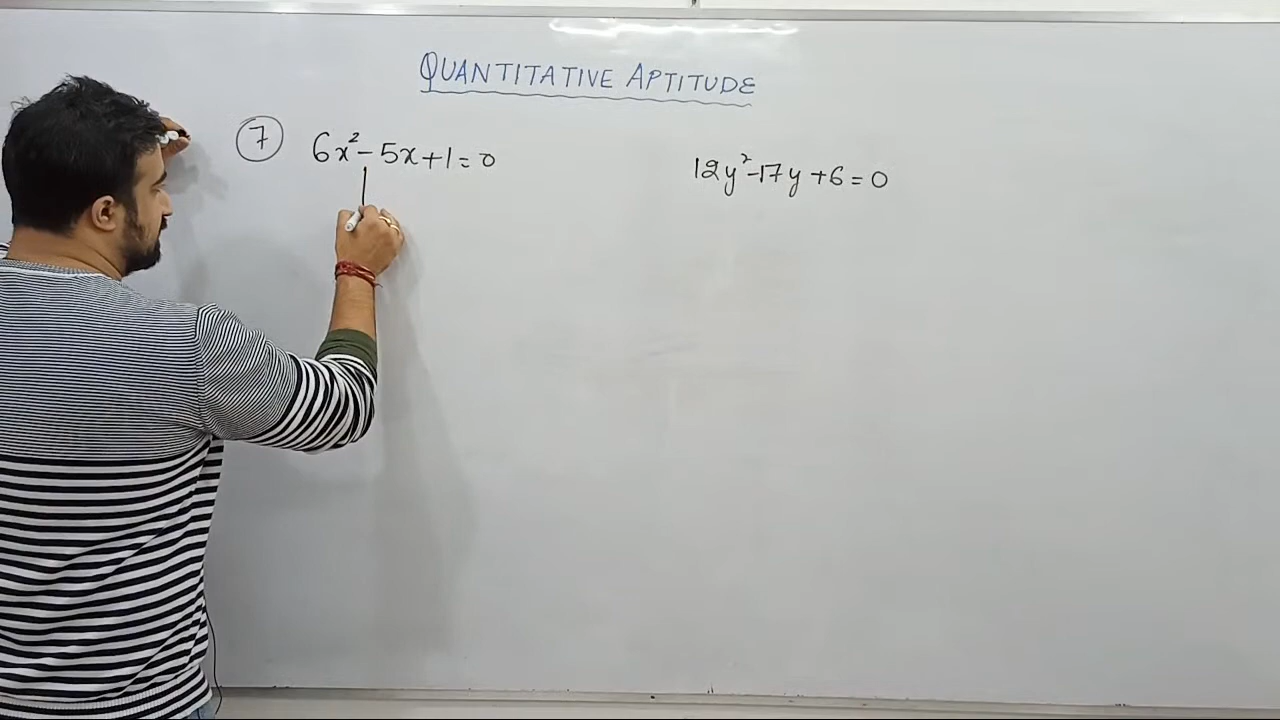 QUANTITATIVE APTITUDE
7 6x² - 5x + 1 = 0
12y² - 17y + 6 = 0